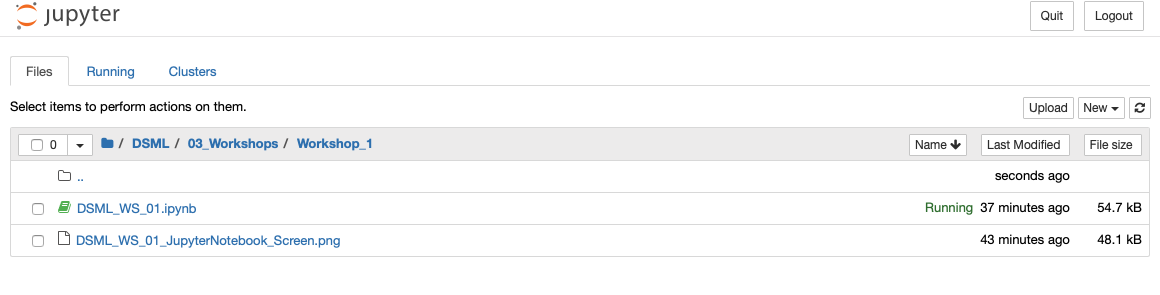 jupyter Quit Logout
Files Running Clusters
Select items to perform actions on them. Upload New
0 / DSML / 03_Workshops / Workshop_1 Name Last Modified File size
.. seconds ago
DSML_WS_01.ipynb Running 37 minutes ago 54.7 kB
DSML_WS_01_JupyterNotebook_Screen.png 43 minutes ago 48.1 kB